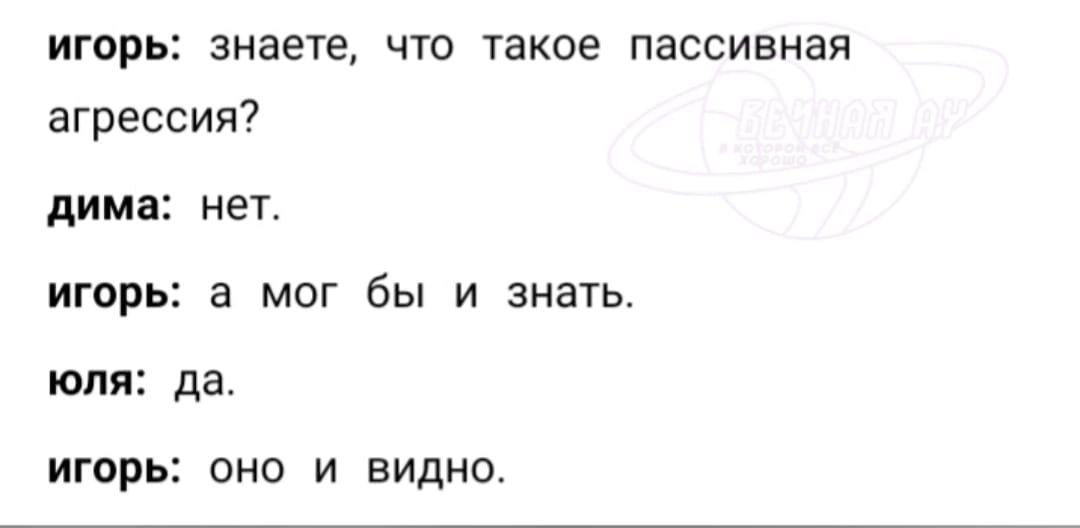 игорь: знаете, что такое пассивная
агрессия?
ВЕЧНАЯ АУ
В КОТОРОЙ ВСЁ
ХОРОШО
дима: нет.
игорь: а мог бы и знать.
юля: да.
игорь: оно и видно.